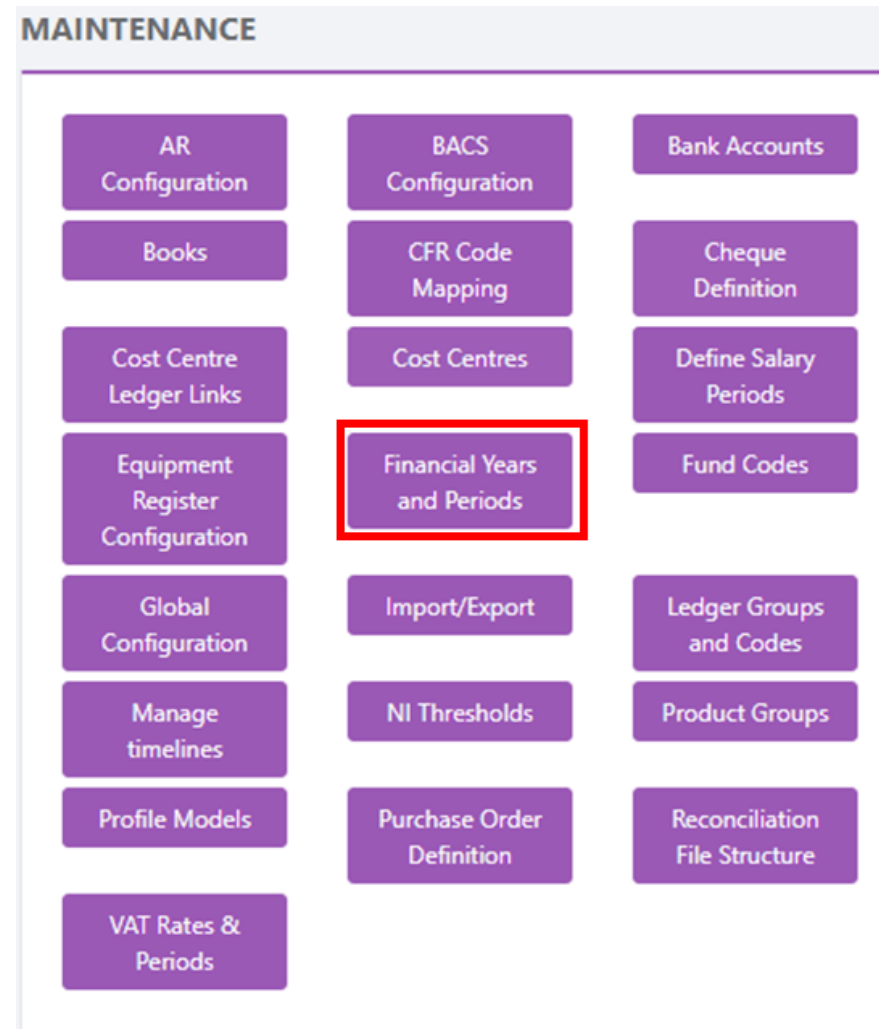 MAINTENANCE
AR
Configuration
BACS
Configuration
Bank Accounts
Books
CFR Code
Mapping
Cheque
Definition
Cost Centre
Ledger Links
Cost Centres
Define Salary
Periods
Equipment
Register
Configuration
Financial Years
and Periods
Fund Codes
Global
Configuration
Import/Export
Ledger Groups
and Codes
Manage
timelines
NI Thresholds
Product Groups
Profile Models
Purchase Order
Definition
Reconciliation
File Structure
VAT Rates &
Periods